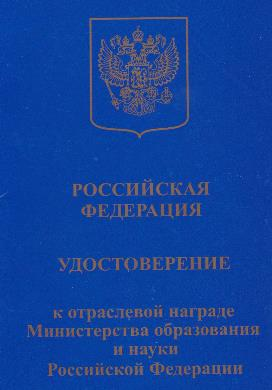 РОССИЙСКАЯ
ФЕДЕРАЦИЯ
УДОСТОВЕРЕНИЕ
к отраслевой награде
Министерства образования
и науки
Российской Федерации